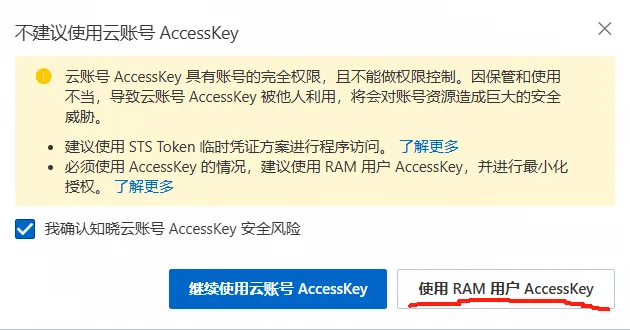 不建议使用云账号 AccessKey
云账号 AccessKey 具有账号的完全权限，且不能做权限控制。因保管和使用
不当，导致云账号 AccessKey 被他人利用，将会对账号资源造成巨大的安全
威胁。
• 建议使用 STS Token 临时凭证方案进行程序访问。 了解更多
• 必须使用 AccessKey 的情况，建议使用 RAM 用户 AccessKey，并进行最小化
授权。 了解更多
我确认知晓云账号 AccessKey 安全风险
继续使用云账号 AccessKey
使用 RAM 用户 AccessKey